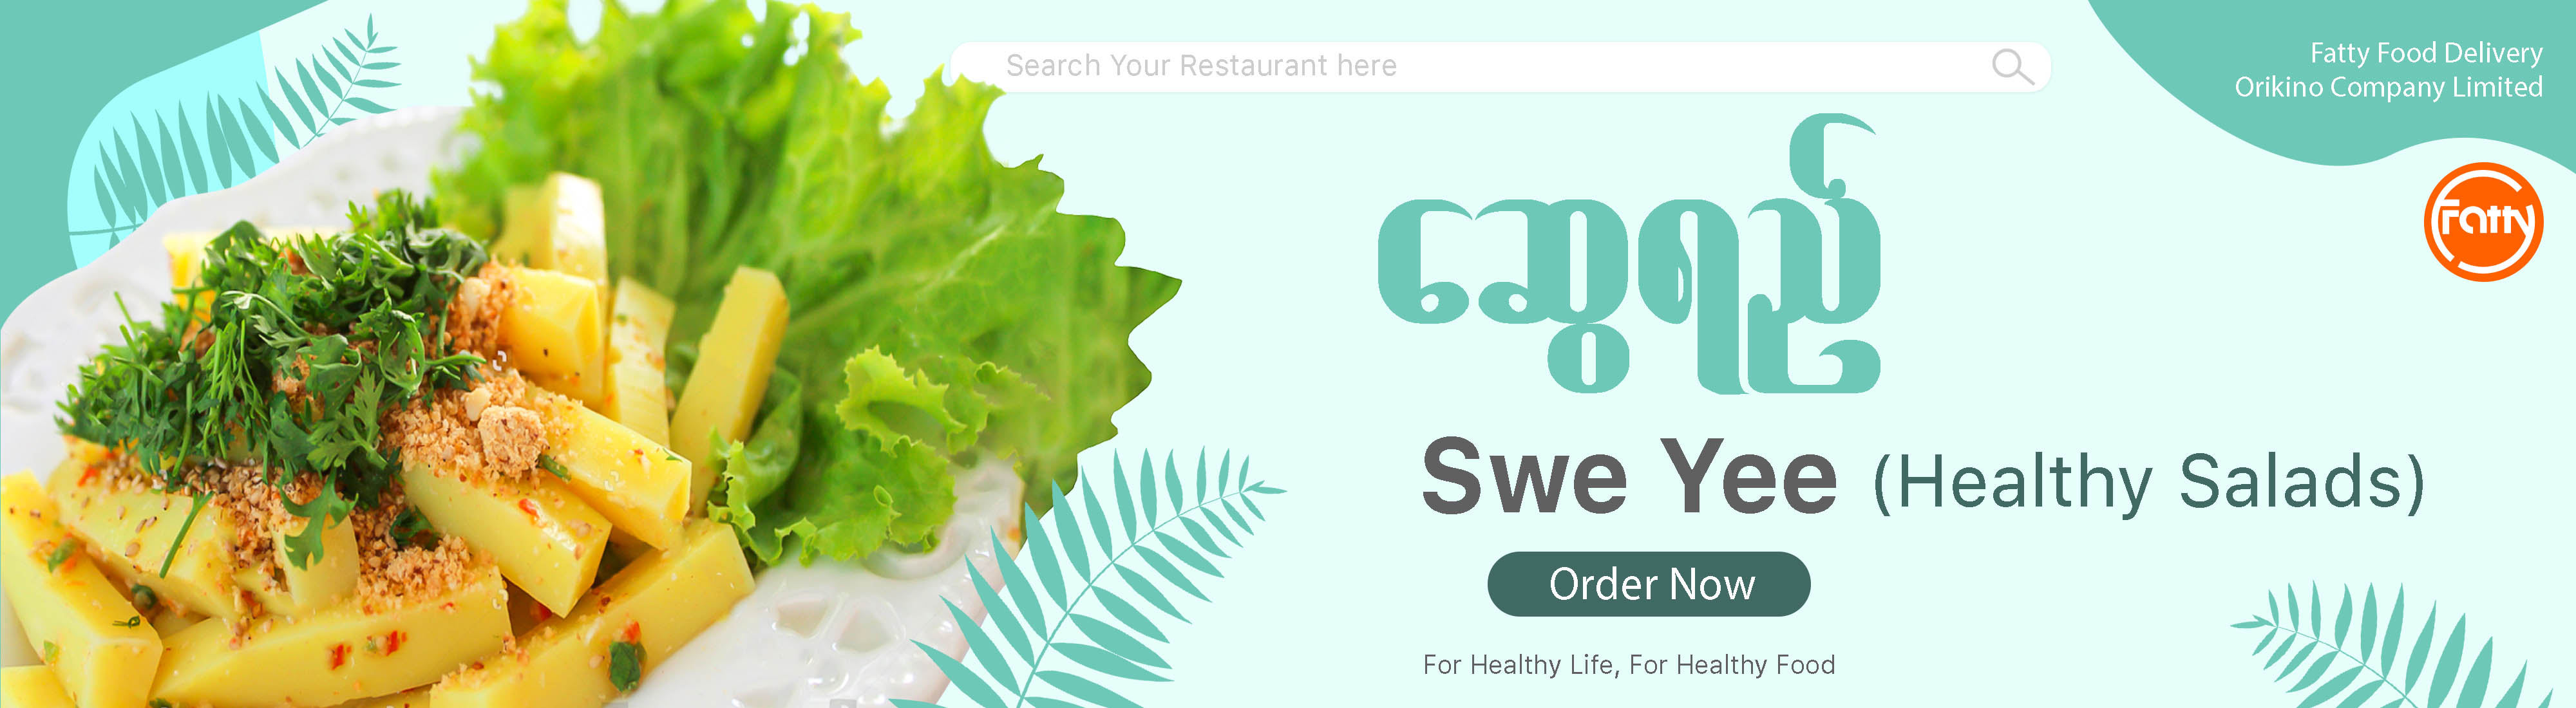 Search Your Restaurant here
Fatty Food Delivery
Orikino Company Limited
Fatty
ဆွေရည်
Swe Yee (Healthy Salads)
Order Now
For Healthy Life, For Healthy Food